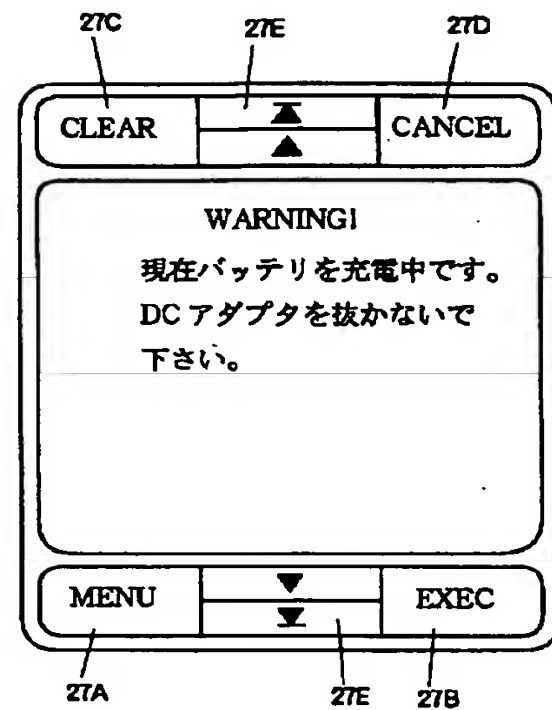 27C 27E 27D
CLEAR CANCEL
WARNING!
現在バッテリを充電中です。
DCアダプタを抜かないで
下さい。
MENU EXEC
27A 27E 27B